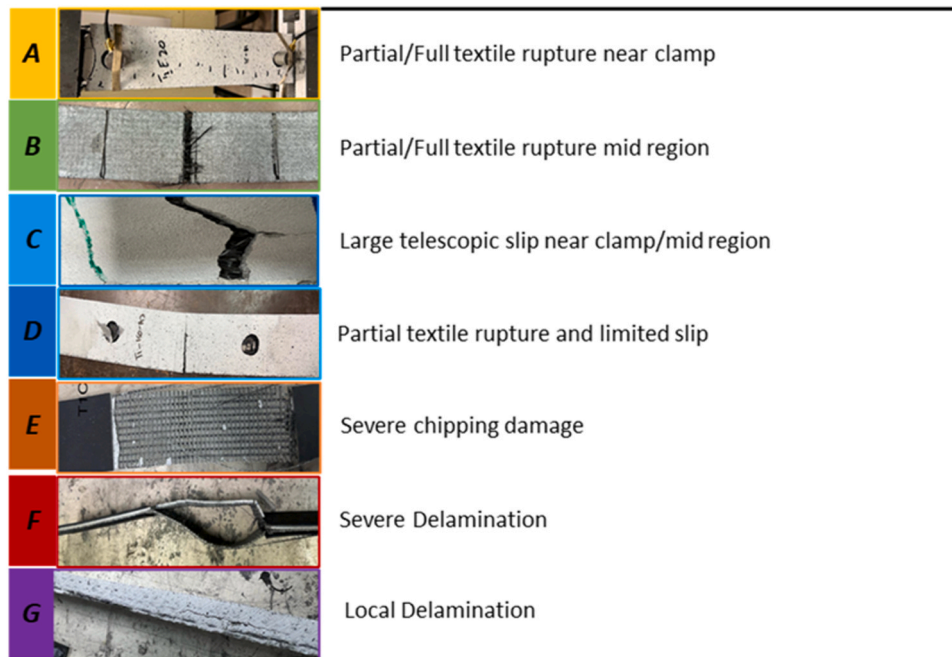 A
Partial/Full textile rupture near clamp
B
Partial/Full textile rupture mid region
C
Large telescopic slip near clamp/mid region
D
Partial textile rupture and limited slip
T1C
E
Severe chipping damage
F
Severe Delamination
G
Local Delamination